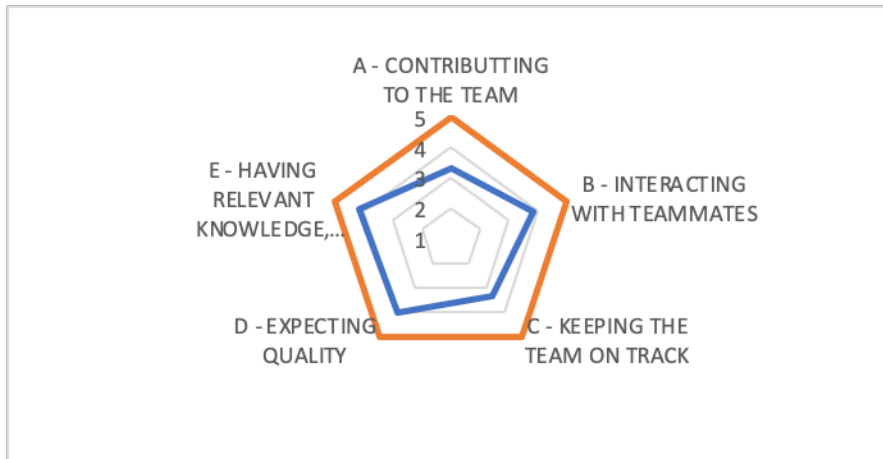 A - CONTRIBUTTING
TO THE TEAM
5
4
3
2
1
B - INTERACTING
WITH TEAMMATES
C - KEEPING THE
TEAM ON TRACK
D - EXPECTING
QUALITY
E - HAVING
RELEVANT
KNOWLEDGE,...